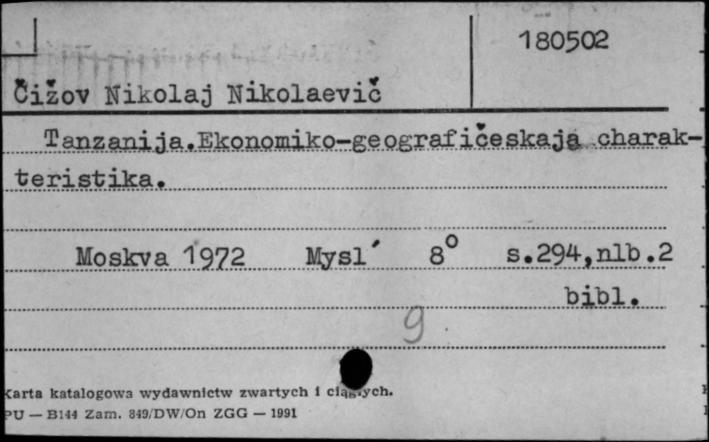 180502
Čižov Nikolaj Nikolaevič
Tanzanija.Ekonomiko-geografičeskaja charak-
teristika.
Moskva 1972 Mysl´ 8° s.294,nlb.2
bibl.
9
Karta katalogowa wydawnictw zwartych i ciągłych.
PU — B144 Zam. 849/DW/On ZGG — 1991